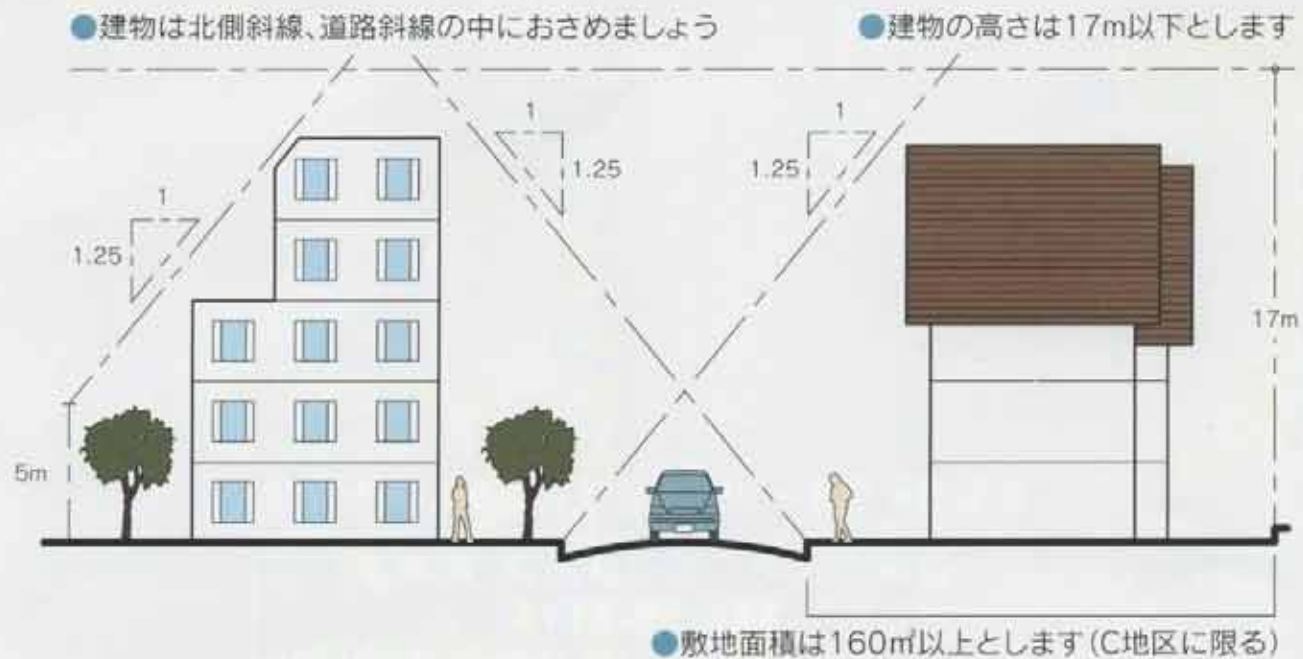 ●建物は北側斜線、道路斜線の中におさめましょう
●建物の高さは17m以下とします
1
1.25
1
1.25
1
1.25
17m
5m
●敷地面積は160㎡以上とします(C地区に限る)